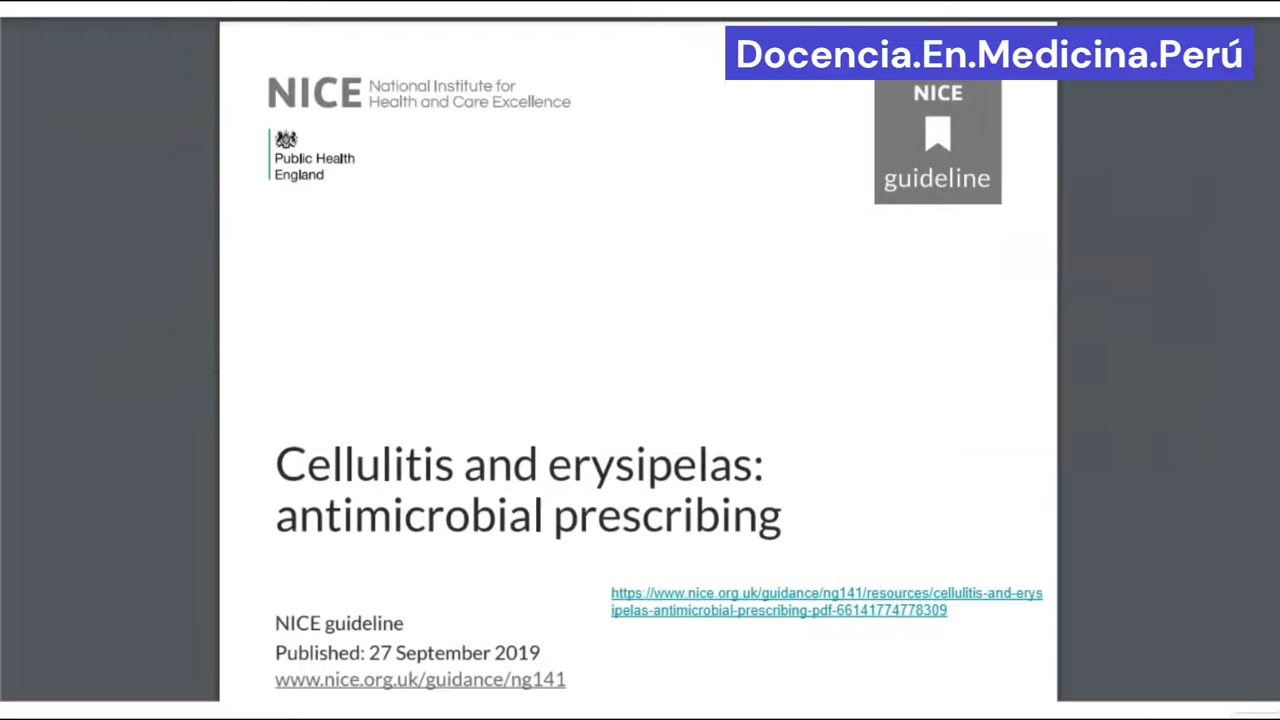 Docencia.En.Medicina.Perú
NICE National Institute for
Health and Care Excellence
Public Health
England
NICE
guideline
Cellulitis and erysipelas:
antimicrobial prescribing
https://www.nice.org.uk/guidance/ng141/resources/cellulitis-and-erys
ipelas-antimicrobial-prescribing-pdf-66141774778309
NICE guideline
Published: 27 September 2019
www.nice.org.uk/guidance/ng141